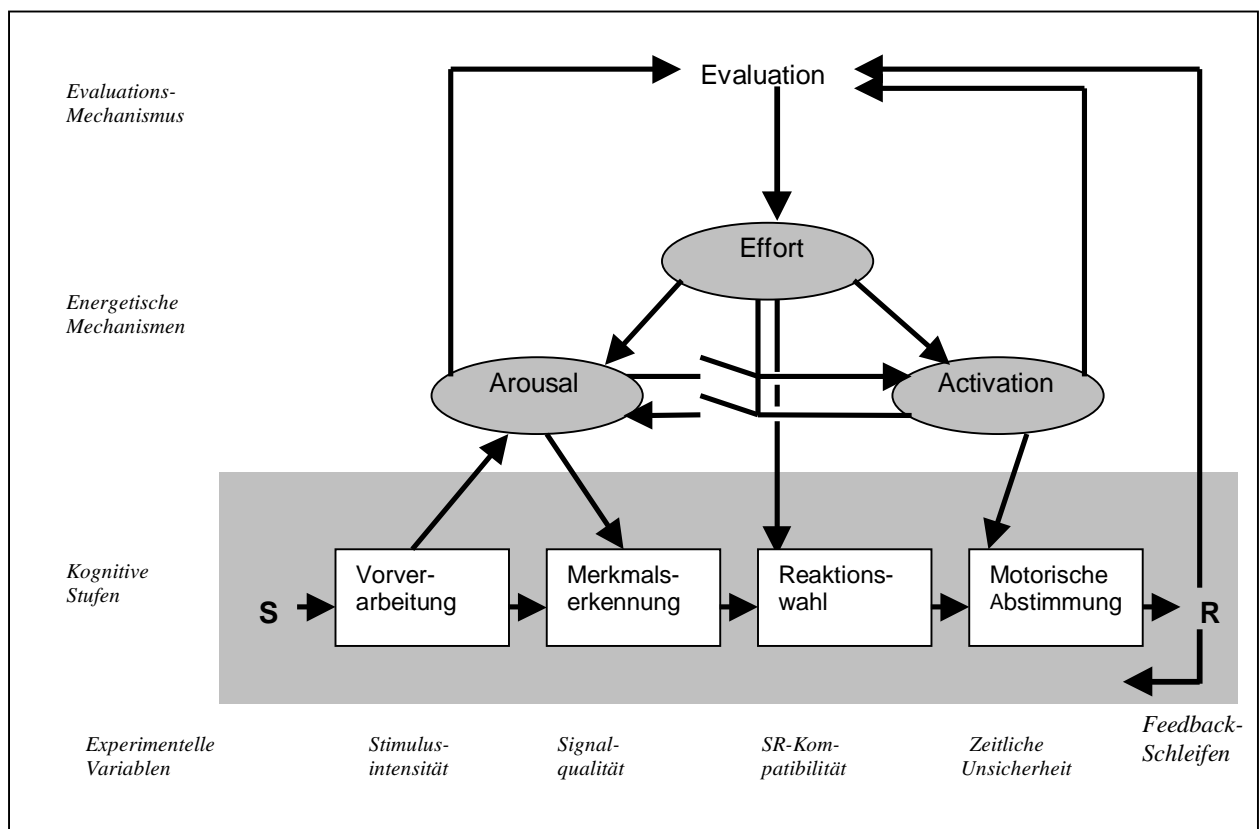 Evaluation
Evaluations-
Mechanismus
Effort
Energetische
Mechanismen
Arousal
Activation
Kognitive
Stufen
S
Vorver-
arbeitung
Merkmals-
erkennung
Reaktions-
wahl
Motorische
Abstimmung
R
Experimentelle
Variablen
Stimulus-
intensität
Signal-
qualität
SR-Kom-
patibilität
Zeitliche
Unsicherheit
Feedback-
Schleifen